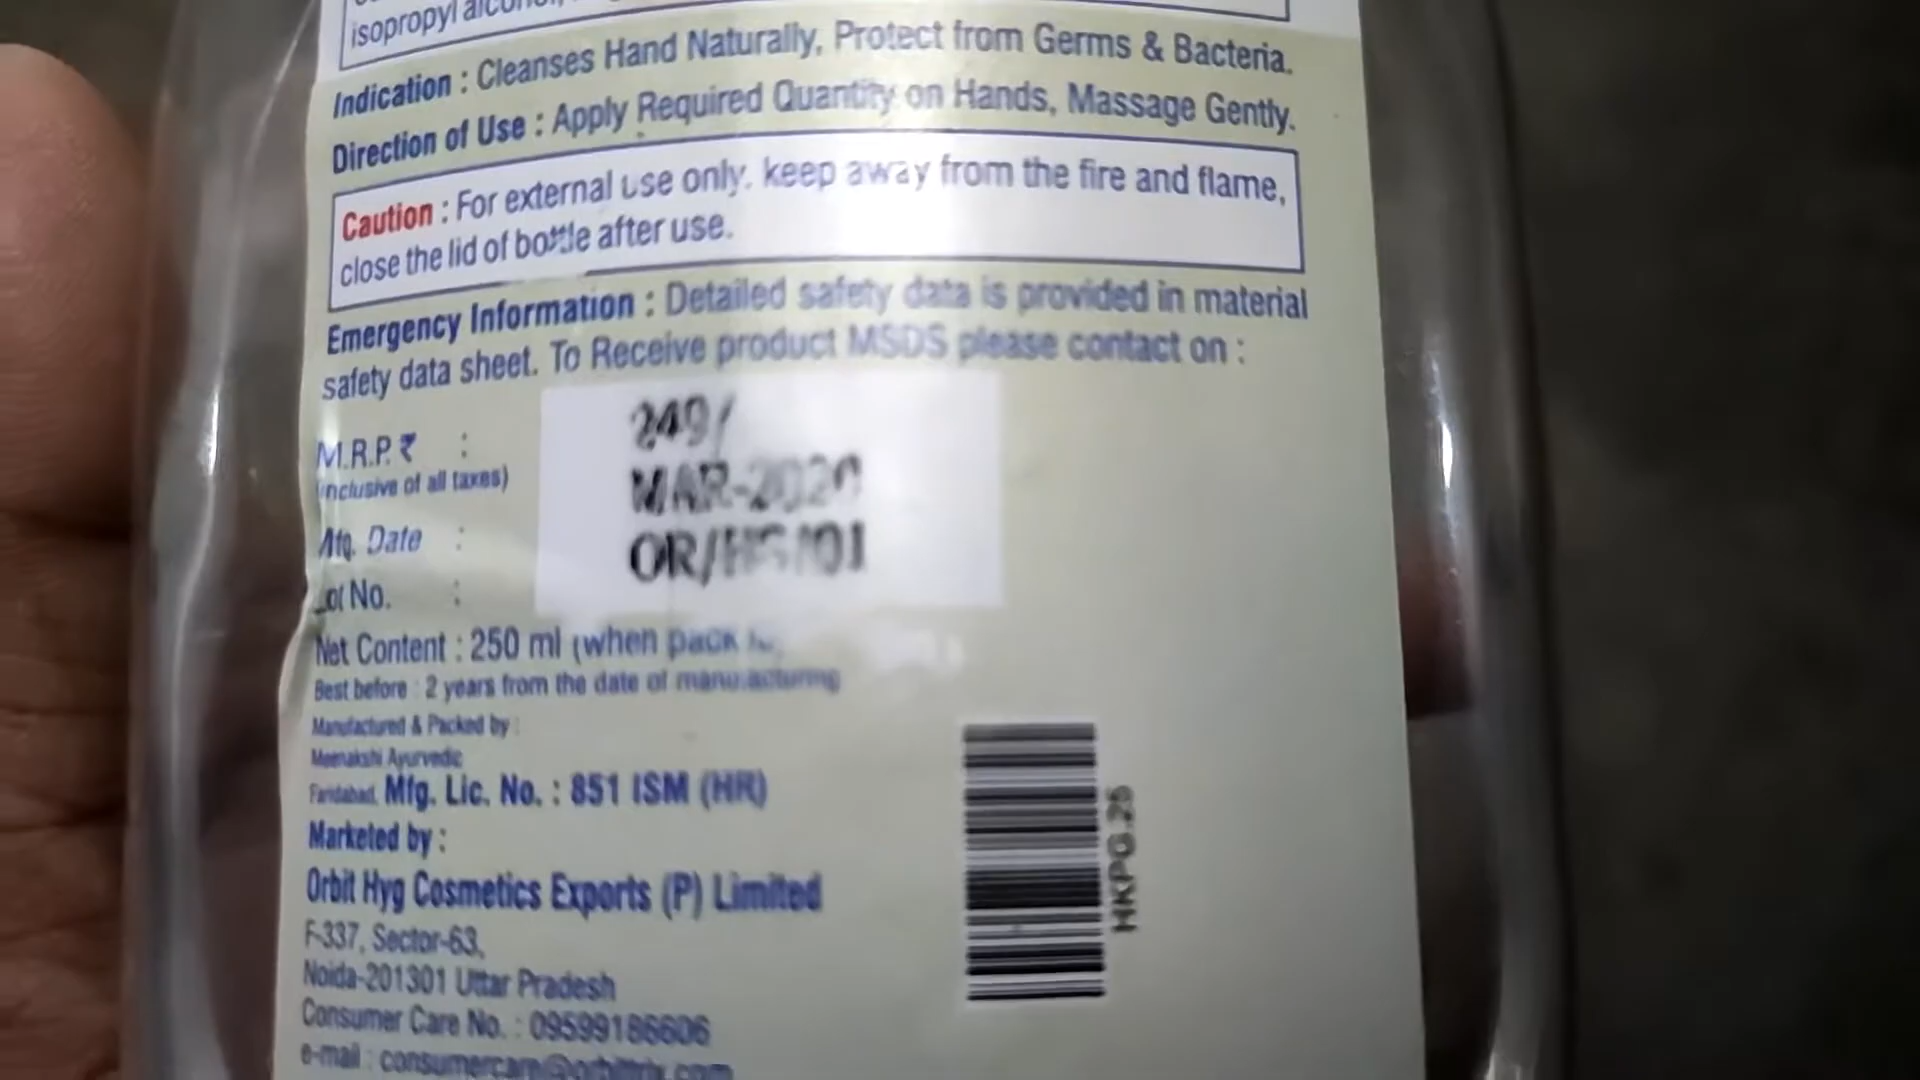 isopropyl alcohol,
Indication : Cleanses Hand Naturally, Protect from Germs & Bacteria.
Direction of Use : Apply Required Quantity on Hands, Massage Gently.
Caution : For external use only. keep away from the fire and flame,
close the lid of bottle after use.
Emergency Information : Detailed safety data is provided in material
safety data sheet. To Receive product MSDS please contact on :
M.R.P. ₹ : 249/
(inclusive of all taxes)
Mfg. Date : MAR-2020
Lot No. : OR/HS/01
Net Content : 250 ml (when pack
Best before : 2 years from the date of manufacturing
Manufactured & Packed by :
Meenakshi Ayurvedic
Faridabad, Mfg. Lic. No. : 851 ISM (HR)
Marketed by :
Orbit Hyg Cosmetics Exports (P) Limited
F-337, Sector-63,
Noida-201301 Uttar Pradesh
Consumer Care No. : 09599186606
e-mail :
HKPG.25